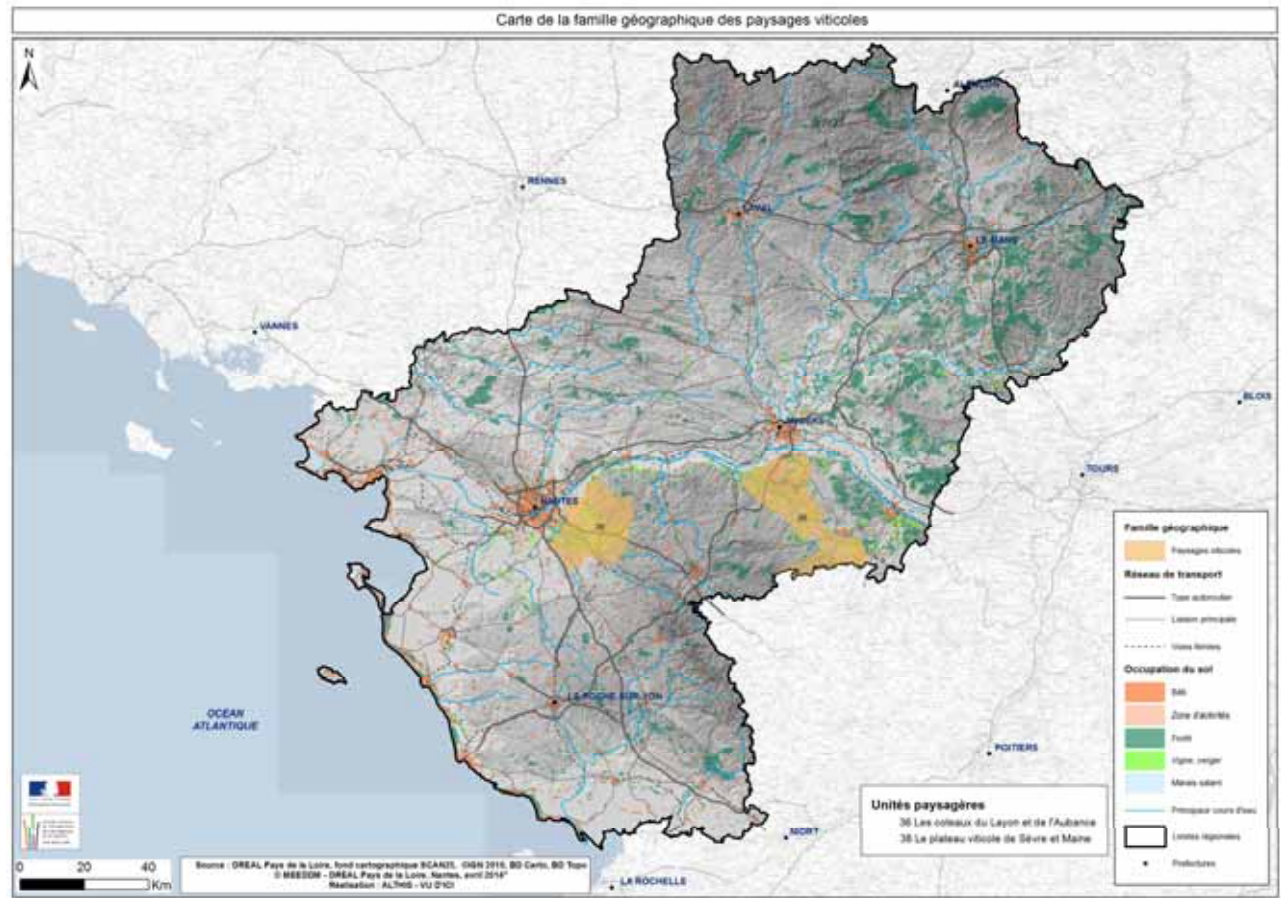 Carte de la famille géographique des paysages viticoles
N
ALENÇON
RENNES
LAVAL
LE MANS
VANNES
ANGERS
BLOIS
TOURS
NANTES
38
36
LA ROCHE-SUR-YON
OCÉAN
ATLANTIQUE
POITIERS
NIORT
LA ROCHELLE
Famille géographique
Paysages viticoles
Réseau de transport
Type autoroutier
Liaison principale
Voies ferrées
Occupation du sol
Bâti
Zone d'activités
Forêt
Vigne, verger
Marais salant
Principaux cours d'eau
Limites régionales
Préfectures
Unités paysagères
36 Les coteaux du Layon et de l'Aubance
38 Le plateau viticole de Sèvre et Maine
0 20 40
Km
Source : DREAL Pays de la Loire, fond cartographique SCAN25, ©IGN 2010, BD Carto, BD Topo
© MEEDDM - DREAL Pays de la Loire, Nantes, avril 2014"
Réalisation : ALTHIS - VU D'ICI